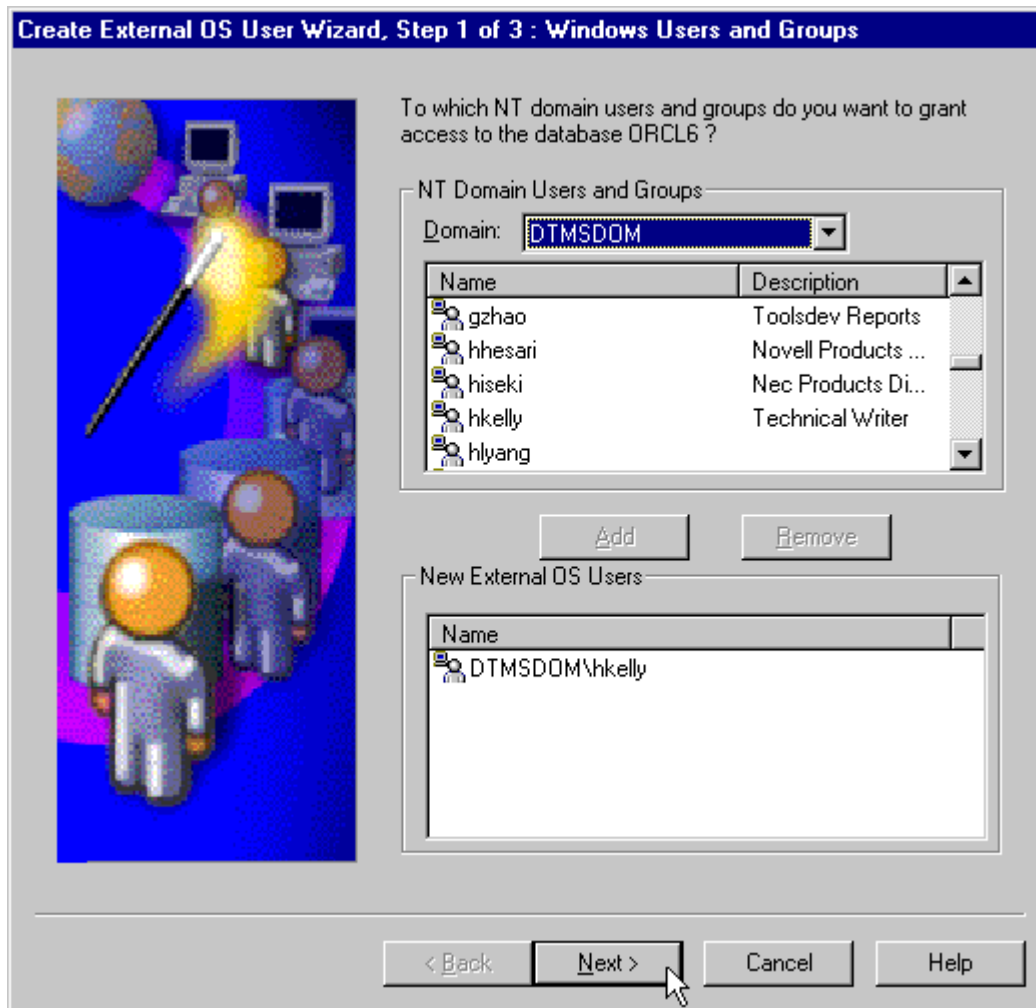 Create External OS User Wizard, Step 1 of 3 : Windows Users and Groups
To which NT domain users and groups do you want to grant
access to the database ORCL6 ?
NT Domain Users and Groups
Domain: DTMSDOM
Name Description
gzhao Toolsdev Reports
hhesari Novell Products ...
hiseki Nec Products Di...
hkelly Technical Writer
hlyang
Add Remove
New External OS Users
Name
DTMSDOM\hkelly
< Back Next > Cancel Help